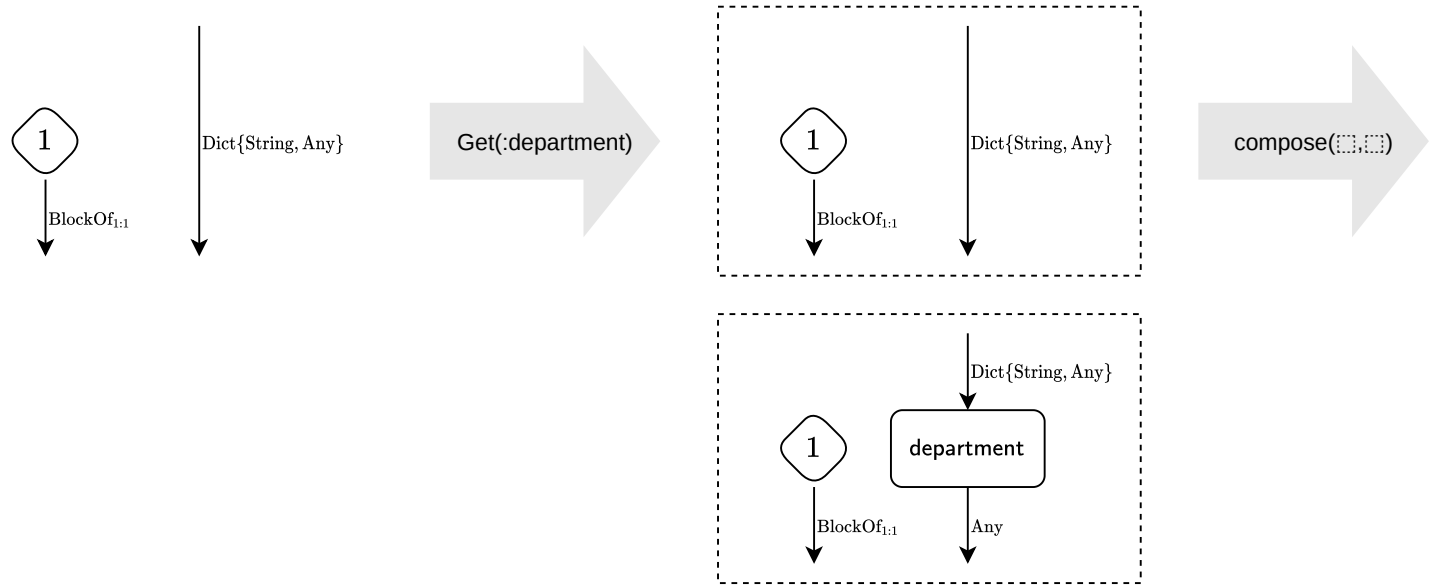 1
BlockOf₁:₁
Dict{String, Any}
Get(:department)
1
BlockOf₁:₁
Dict{String, Any}
compose(⬚,⬚)
Dict{String, Any}
1
department
BlockOf₁:₁
Any